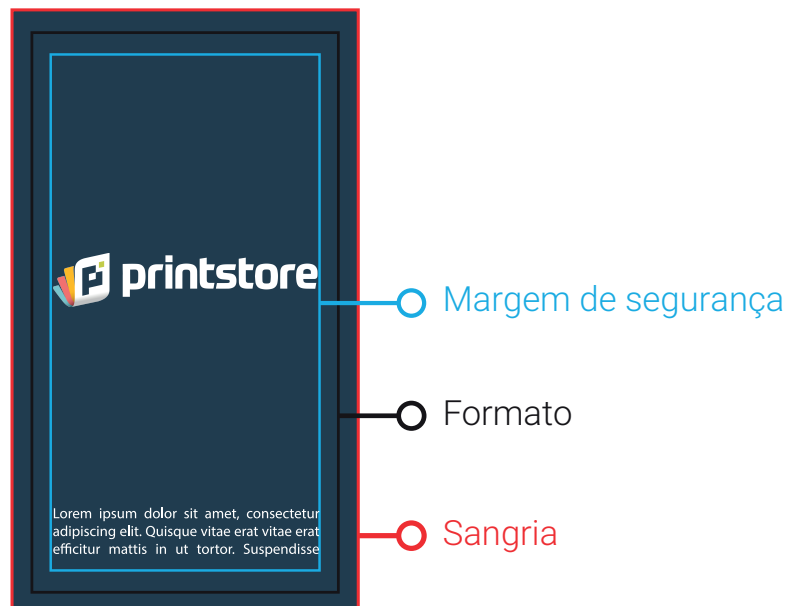 printstore
Margem de segurança
Formato
Lorem ipsum dolor sit amet, consectetur
adipiscing elit. Quisque vitae erat vitae erat
efficitur mattis in ut tortor. Suspendisse
Sangria